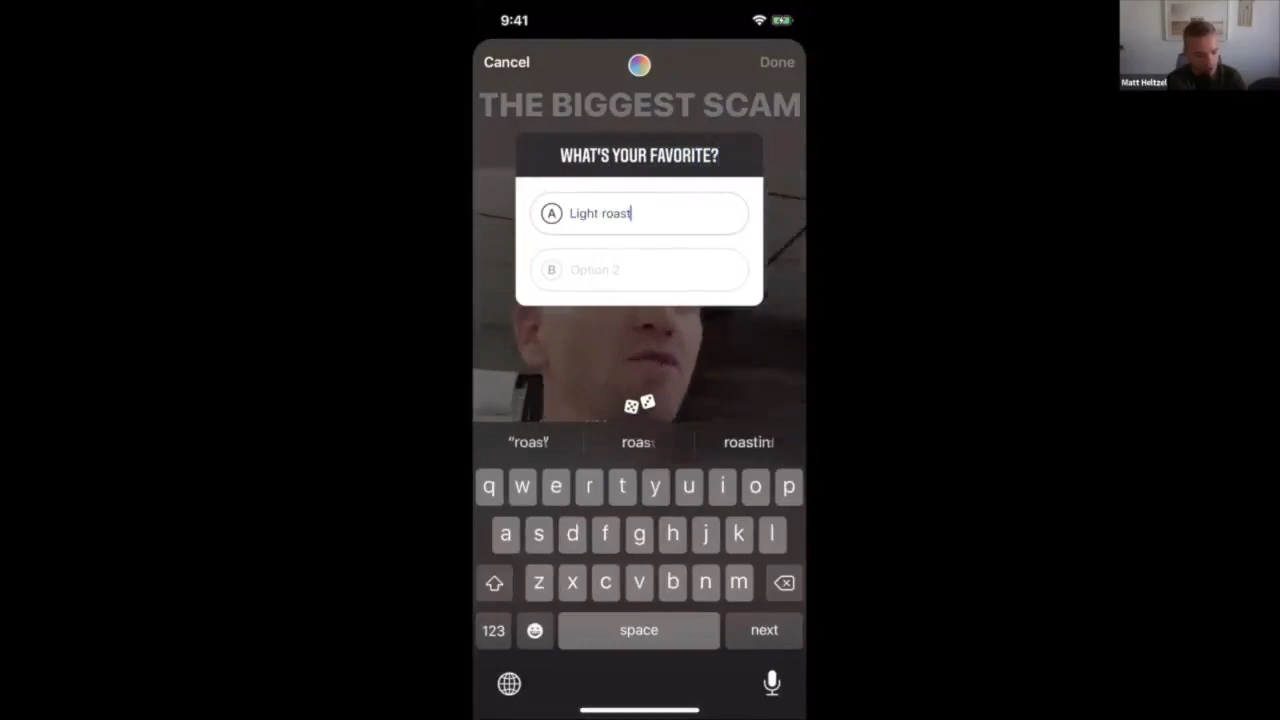 9:41
Cancel
Done
THE BIGGEST SCAM
WHAT'S YOUR FAVORITE?
A Light roast
B Option 2
"roast" roast
q w e r t y u i o p
a s d f g h j k l
z x c v b n m
123 space next
Matt Heltzel